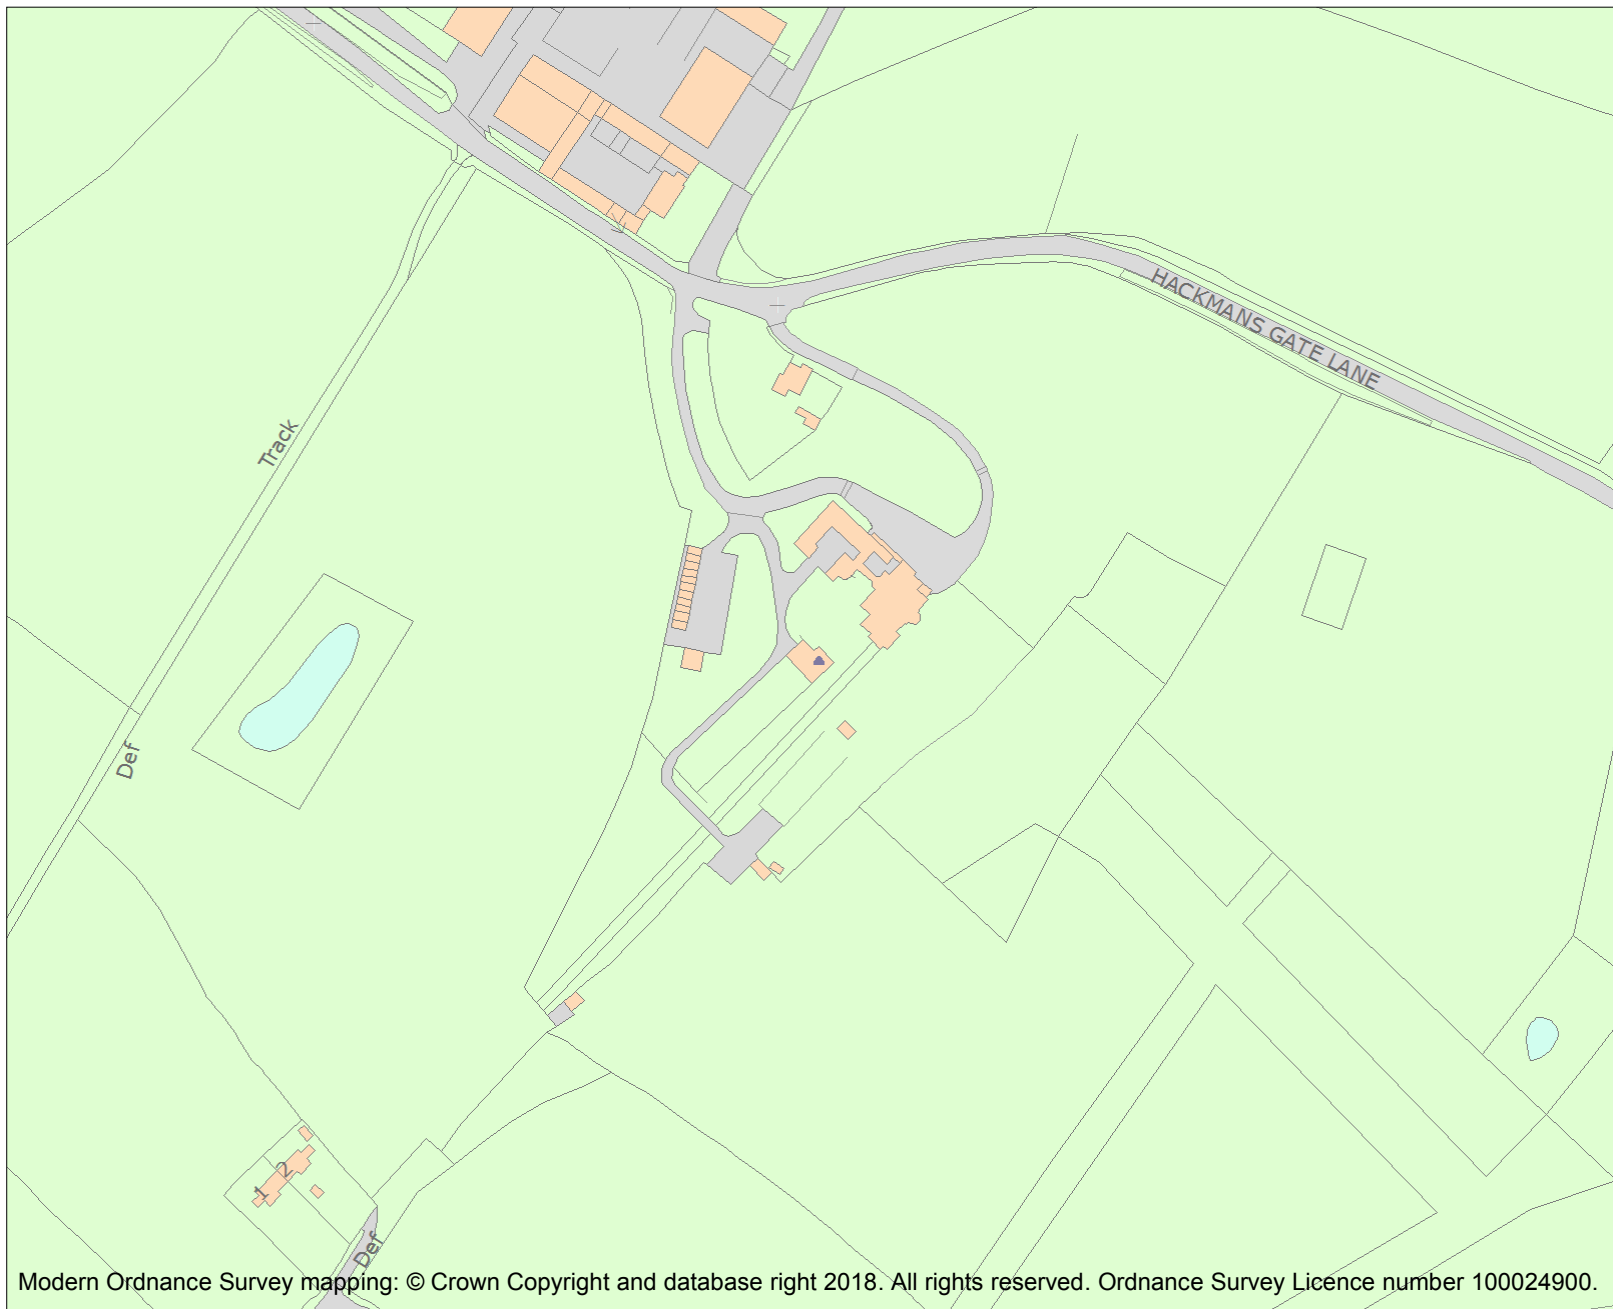 HACKMANS GATE LANE
Track
Def
2
1
Def
Modern Ordnance Survey mapping: © Crown Copyright and database right 2018. All rights reserved. Ordnance Survey Licence number 100024900.